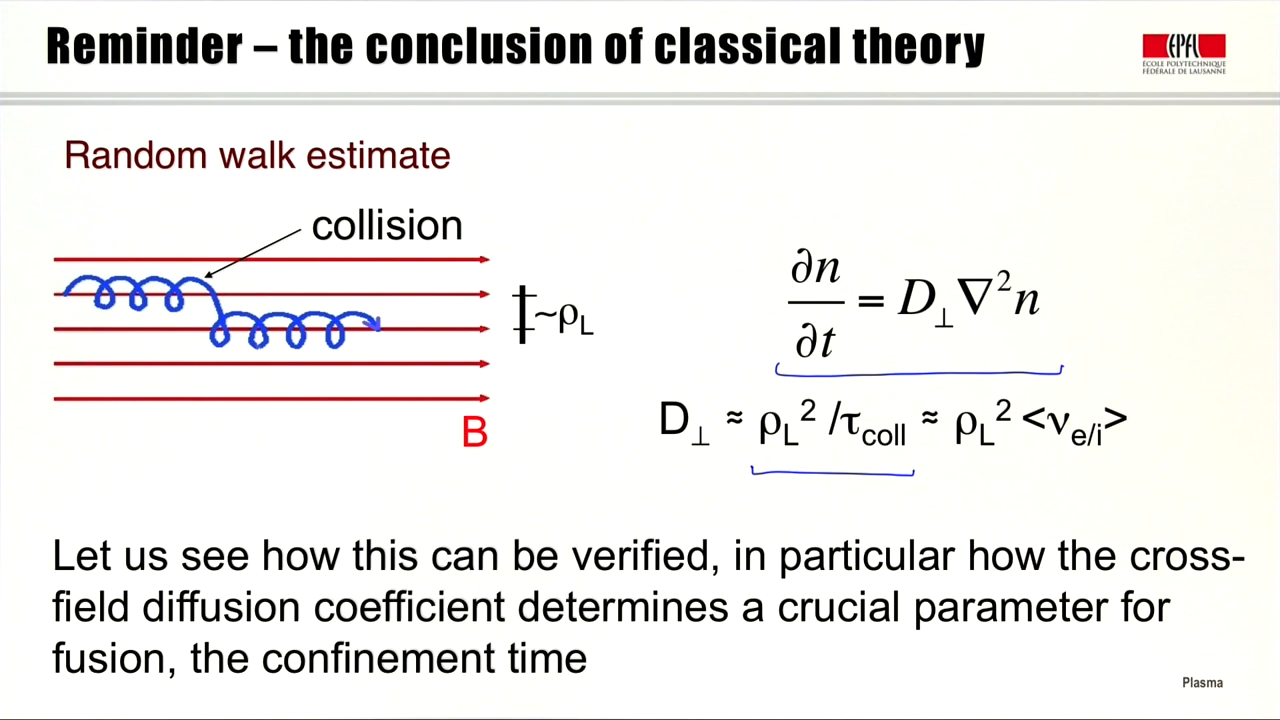 Reminder – the conclusion of classical theory
EPFL
ÉCOLE POLYTECHNIQUE
FÉDÉRALE DE LAUSANNE
Random walk estimate
collision
~ρL
B
∂n/∂t = D⊥∇²n
D⊥ ≈ ρL² /τcoll ≈ ρL² <νe/i>
Let us see how this can be verified, in particular how the cross-
field diffusion coefficient determines a crucial parameter for
fusion, the confinement time
Plasma